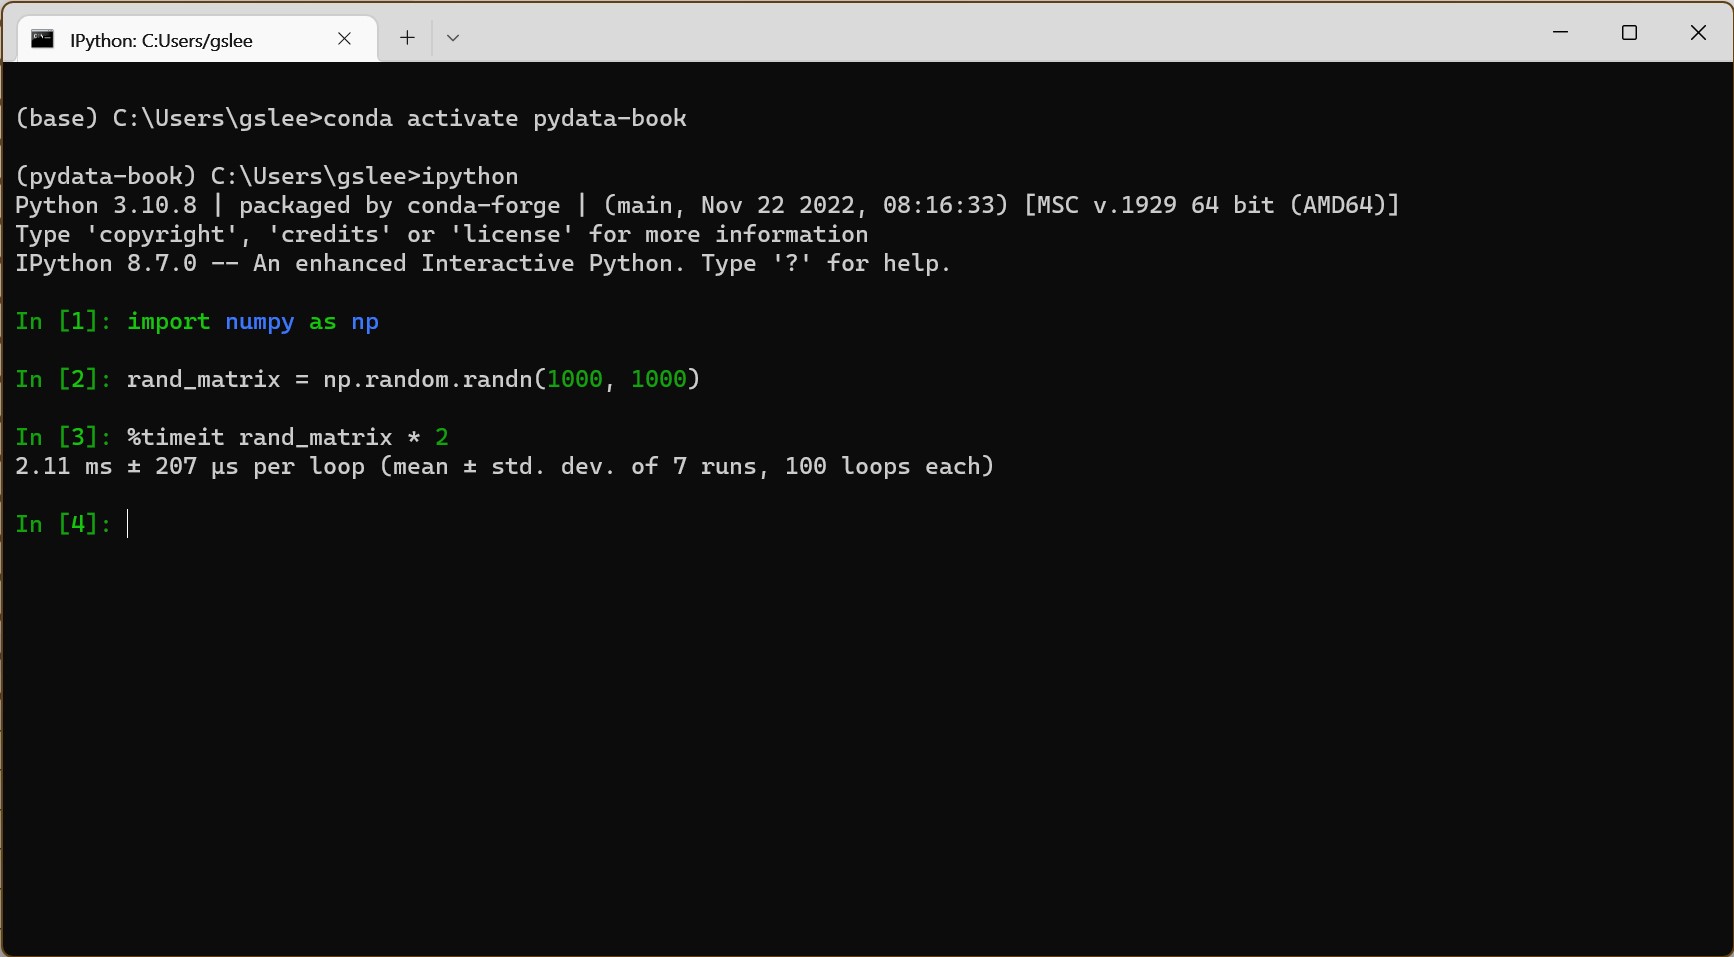 IPython: C:Users/gslee
(base) C:\Users\gslee>conda activate pydata-book
(pydata-book) C:\Users\gslee>ipython
Python 3.10.8 | packaged by conda-forge | (main, Nov 22 2022, 08:16:33) [MSC v.1929 64 bit (AMD64)]
Type 'copyright', 'credits' or 'license' for more information
IPython 8.7.0 -- An enhanced Interactive Python. Type '?' for help.
In [1]: import numpy as np
In [2]: rand_matrix = np.random.randn(1000, 1000)
In [3]: %timeit rand_matrix * 2
2.11 ms ± 207 µs per loop (mean ± std. dev. of 7 runs, 100 loops each)
In [4]: